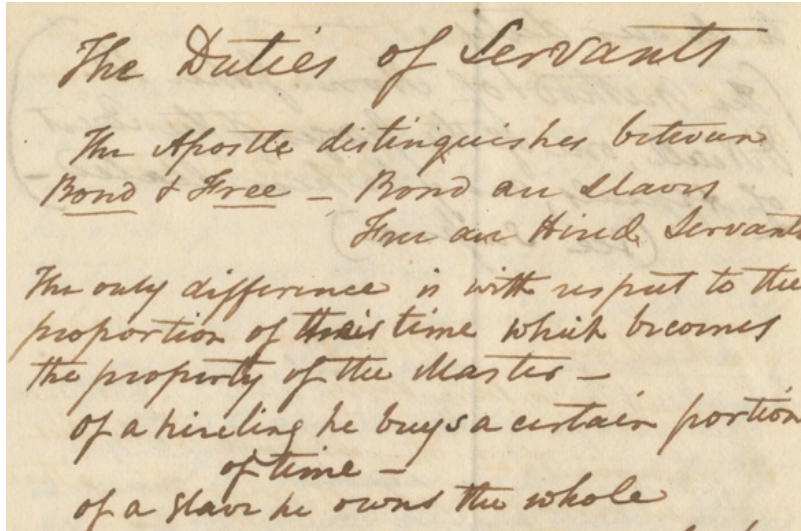 The Duties of Servants
The Apostle distinguishes between
Bond & Free – Bond are Slaves
Free are Hired Servants
The only difference is with respect to the
proportion of their time which becomes
the property of the Master –
of a hireling he buys a certain portion
of time –
of a slave he owns the whole